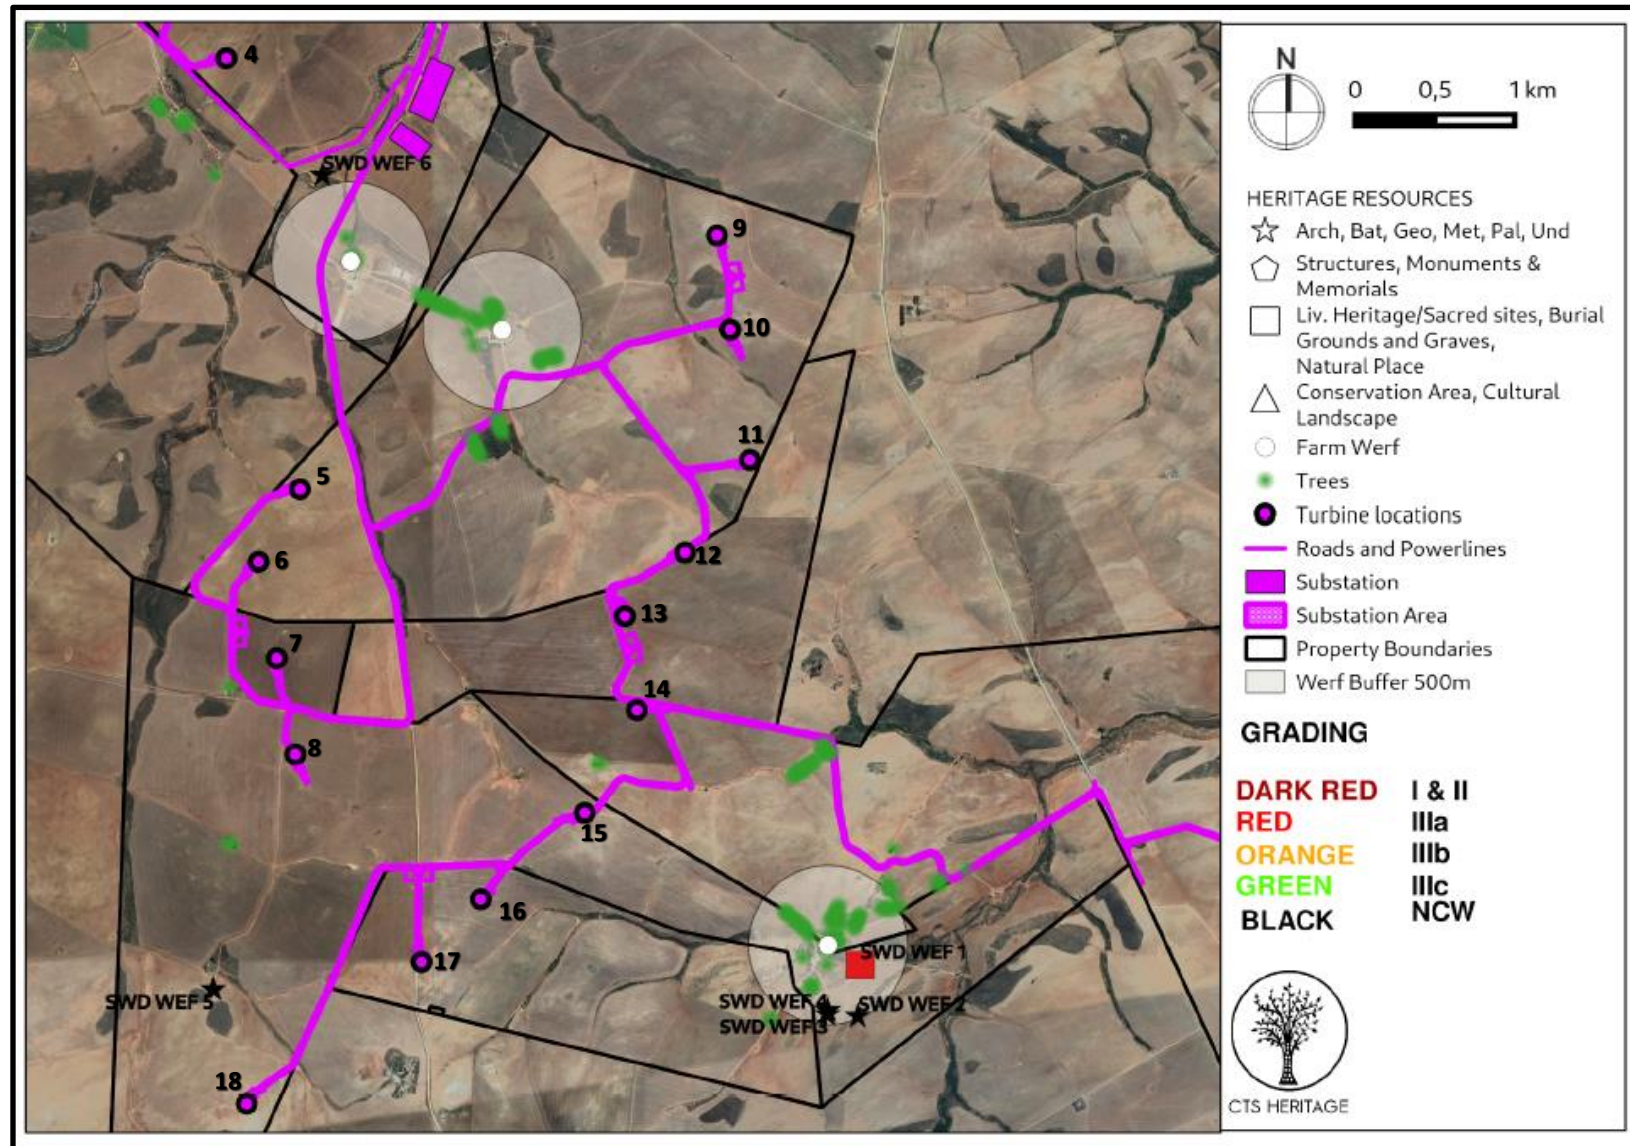 4
SWD WEF 6
9
10
11
5
6
12
13
7
14
8
15
16
17
SWD WEF 1
SWD WEF 5
SWD WEF 4
SWD WEF 2
SWD WEF 3
18
N
0 0,5 1 km
HERITAGE RESOURCES
Arch, Bat, Geo, Met, Pal, Und
Structures, Monuments &
Memorials
Liv. Heritage/Sacred sites, Burial
Grounds and Graves,
Natural Place
Conservation Area, Cultural
Landscape
Farm Werf
Trees
Turbine locations
Roads and Powerlines
Substation
Substation Area
Property Boundaries
Werf Buffer 500m
GRADING
DARK RED I & II
RED IIIa
ORANGE IIIb
GREEN IIIc
BLACK NCW
CTS HERITAGE